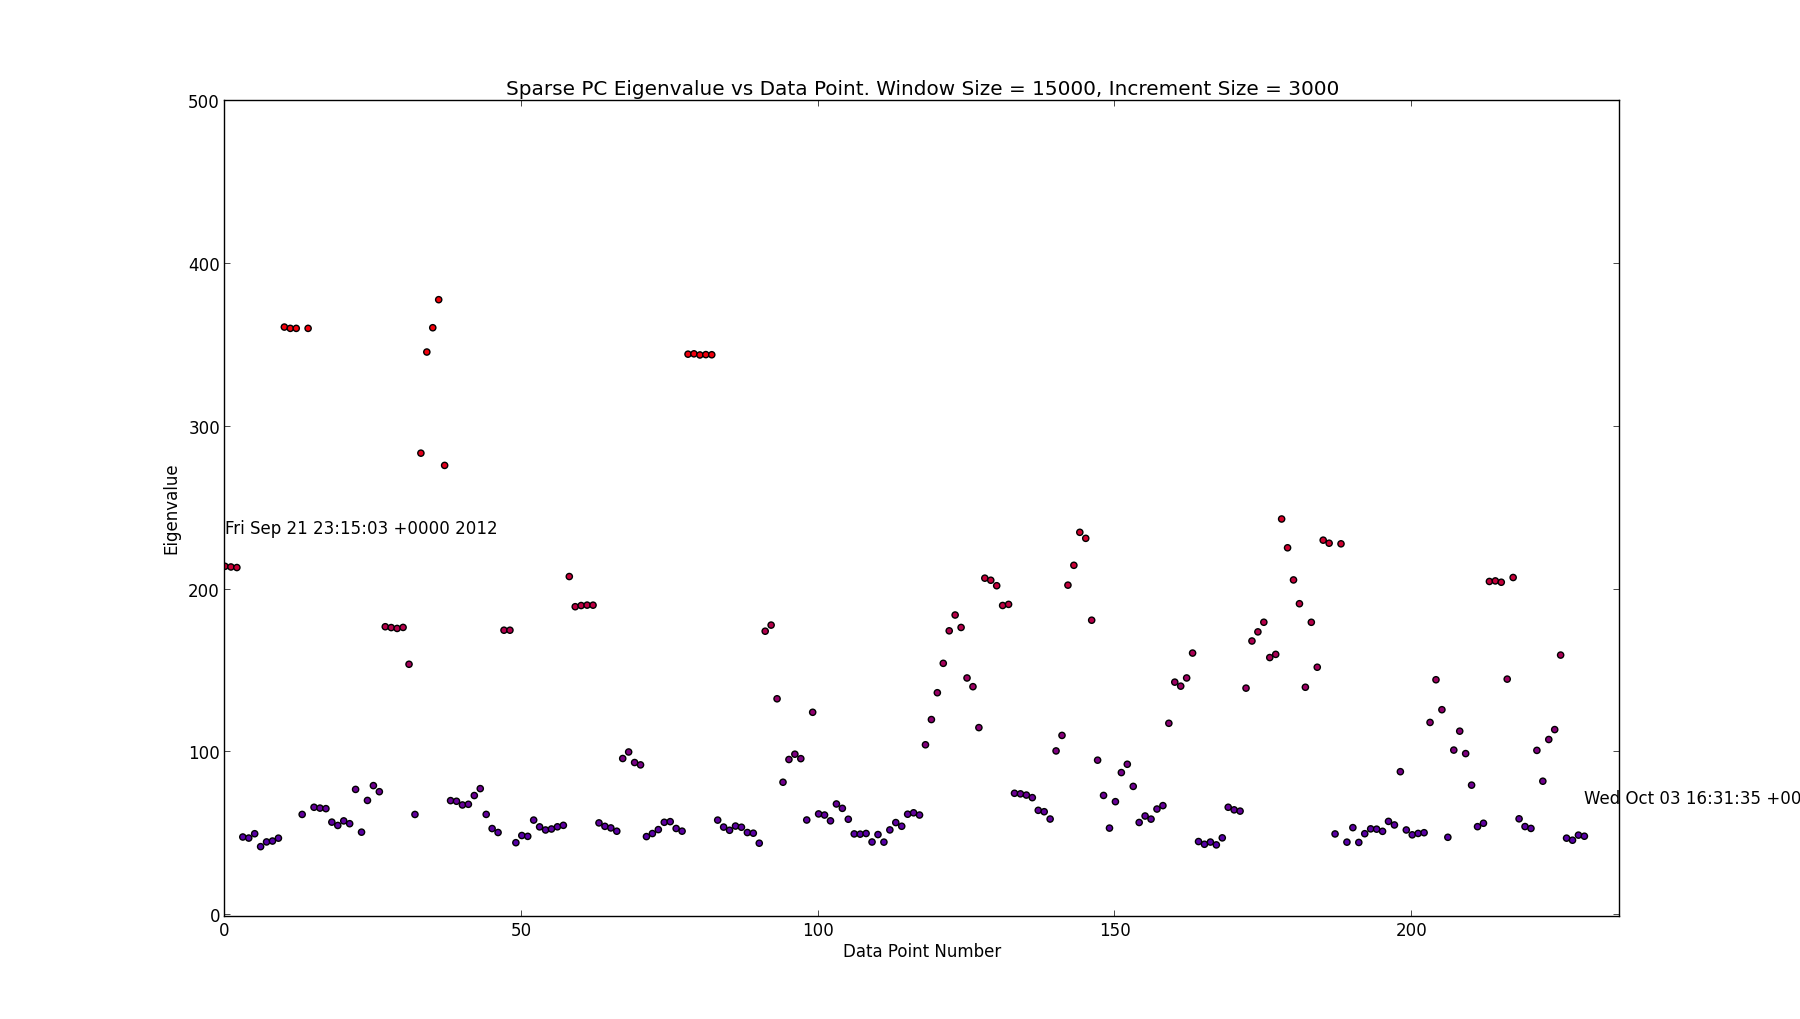 Sparse PC Eigenvalue vs Data Point. Window Size = 15000, Increment Size = 3000
500
400
300
200
100
0
Eigenvalue
Fri Sep 21 23:15:03 +0000 2012
Wed Oct 03 16:31:35 +00
0
50
100
150
200
Data Point Number